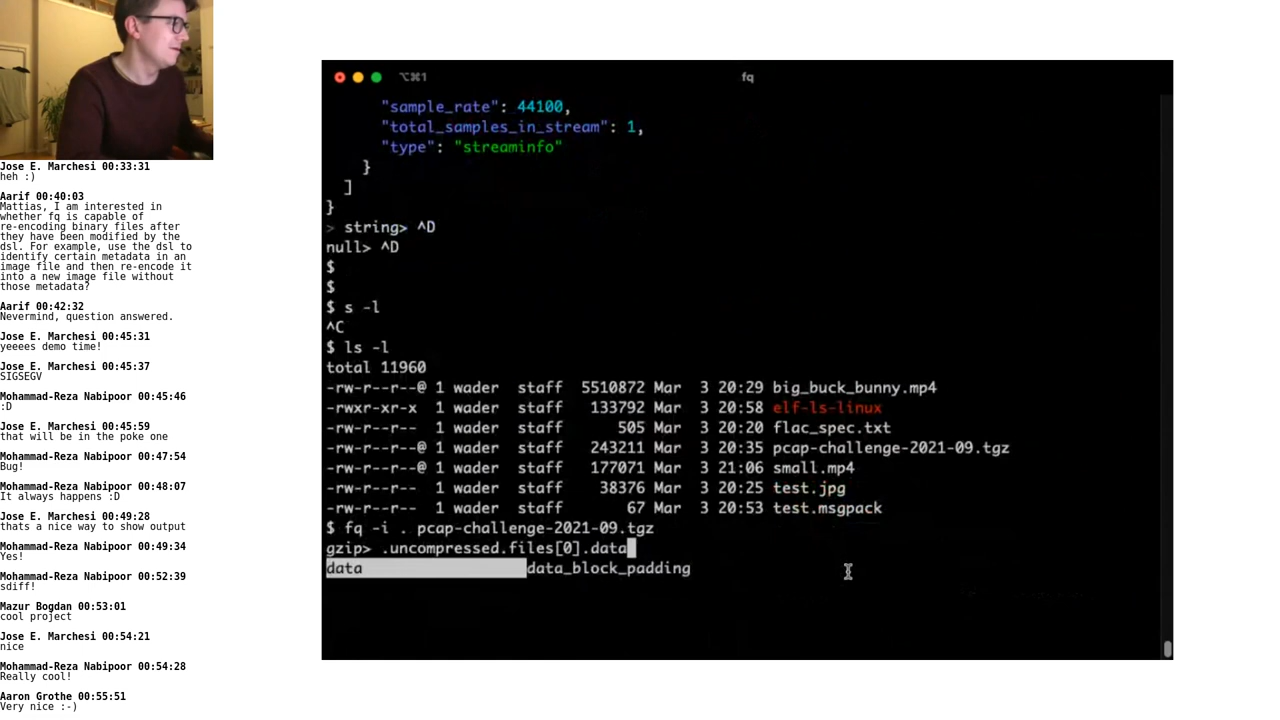 Jose E. Marchesi 00:33:31
heh :)
Aarif 00:40:03
Mattias, I am interested in
whether fq is capable of
re-encoding binary files after
they have been modified by the
dsl. For example, use the dsl to
identify certain metadata in an
image file and then re-encode it
into a new image file without
those metadata?
Aarif 00:42:32
Nevermind, question answered.
Jose E. Marchesi 00:45:31
yeeees demo time!
Jose E. Marchesi 00:45:37
SIGSEGV
Mohammad-Reza Nabipoor 00:45:46
:D
Jose E. Marchesi 00:45:59
that will be in the poke one
Mohammad-Reza Nabipoor 00:47:54
Bug!
Mohammad-Reza Nabipoor 00:48:07
It always happens :D
Jose E. Marchesi 00:49:28
thats a nice way to show output
Mohammad-Reza Nabipoor 00:49:34
Yes!
Mohammad-Reza Nabipoor 00:52:39
sdiff!
Mazur Bogdan 00:53:01
cool project
Jose E. Marchesi 00:54:21
nice
Mohammad-Reza Nabipoor 00:54:28
Really cool!
Aaron Grothe 00:55:51
Very nice :-)
⌥⌘1 fq
"sample_rate": 44100,
"total_samples_in_stream": 1,
"type": "streaminfo"
}
]
}
> string> ^D
null> ^D
$
$
$ s -l
^C
$ ls -l
total 11960
-rw-r--r--@ 1 wader staff 5510872 Mar 3 20:29 big_buck_bunny.mp4
-rwxr-xr-x 1 wader staff 133792 Mar 3 20:58 elf-ls-linux
-rw-r--r-- 1 wader staff 505 Mar 3 20:20 flac_spec.txt
-rw-r--r--@ 1 wader staff 243211 Mar 3 20:35 pcap-challenge-2021-09.tgz
-rw-r--r--@ 1 wader staff 177071 Mar 3 21:06 small.mp4
-rw-r--r-- 1 wader staff 38376 Mar 3 20:25 test.jpg
-rw-r--r-- 1 wader staff 67 Mar 3 20:53 test.msgpack
$ fq -i . pcap-challenge-2021-09.tgz
gzip> .uncompressed.files[0].data
data data_block_padding